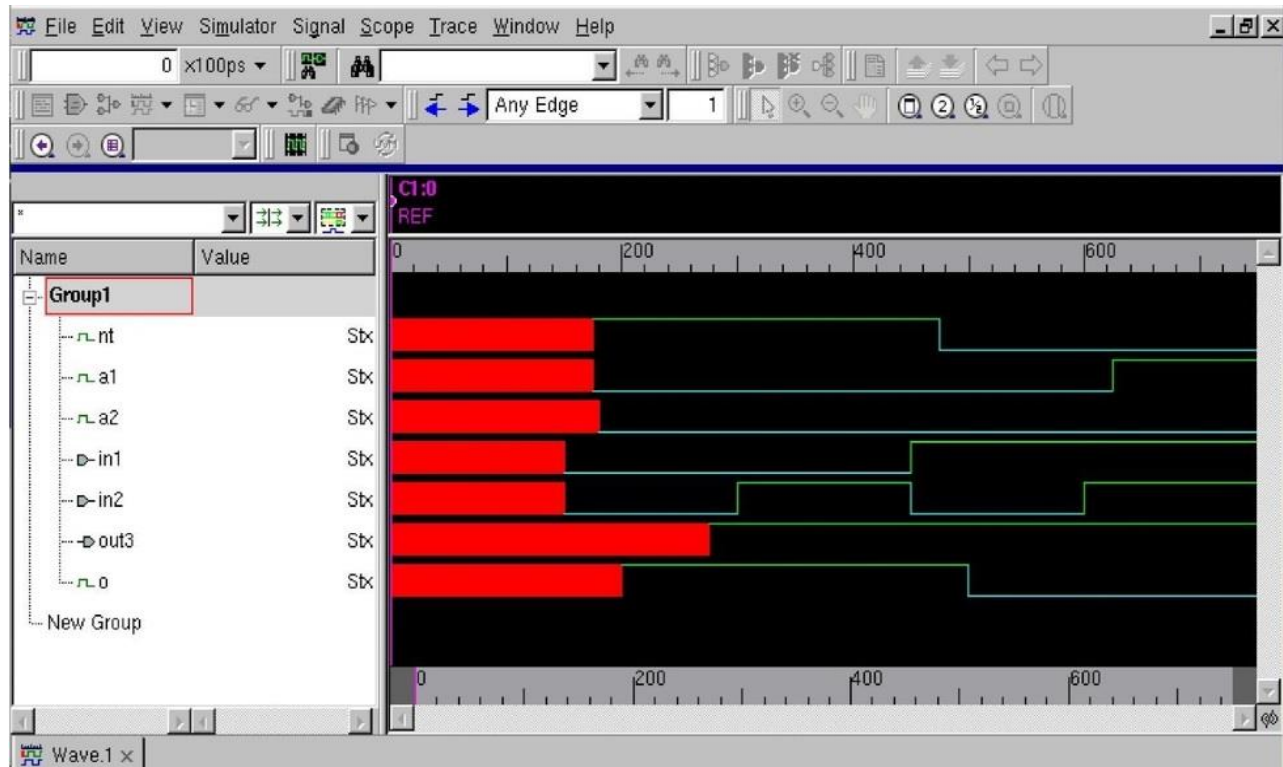 File Edit View Simulator Signal Scope Trace Window Help
0 x100ps
Any Edge 1
C1:0
REF
*
Name Value
0 200 400 600
Group1
nt Stx
a1 Stx
a2 Stx
in1 Stx
in2 Stx
out3 Stx
o Stx
New Group
0 200 400 600
Wave.1 ×